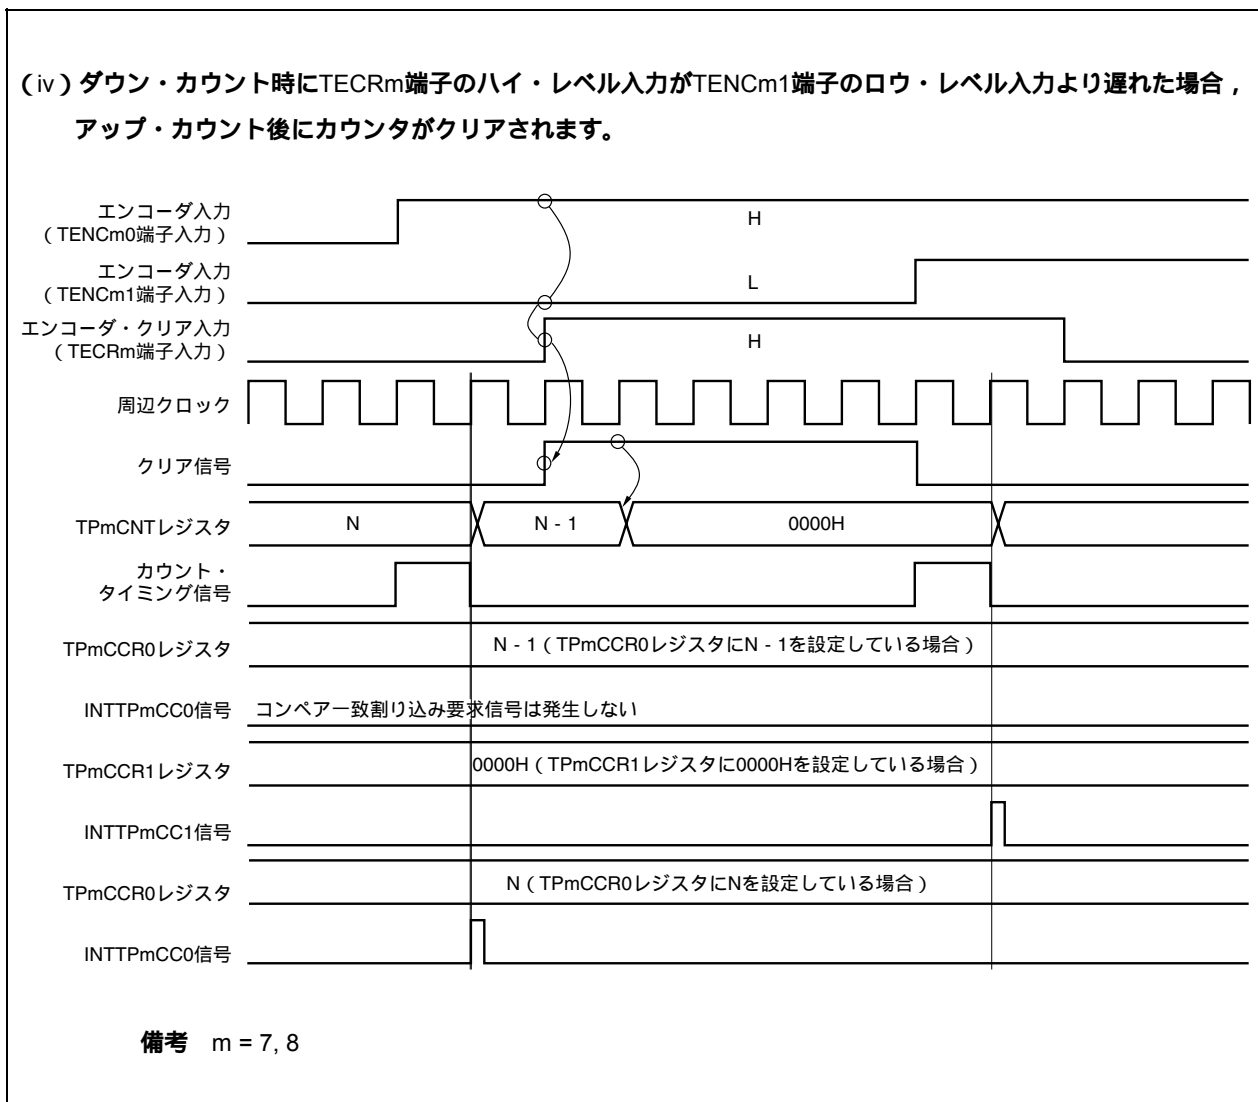 （iv）ダウン・カウント時にTECRm端子のハイ・レベル入力がTENCm1端子のロウ・レベル入力より遅れた場合，
アップ・カウント後にカウンタがクリアされます。
エンコーダ入力
（TENCm0端子入力）
H
エンコーダ入力
（TENCm1端子入力）
L
エンコーダ・クリア入力
（TECRm端子入力）
H
周辺クロック
クリア信号
TPmCNTレジスタ
N
N - 1
0000H
カウント・
タイミング信号
TPmCCR0レジスタ
N - 1（TPmCCR0レジスタにN - 1を設定している場合）
INTTPmCC0信号
コンペア一致割り込み要求信号は発生しない
TPmCCR1レジスタ
0000H（TPmCCR1レジスタに0000Hを設定している場合）
INTTPmCC1信号
TPmCCR0レジスタ
N（TPmCCR0レジスタにNを設定している場合）
INTTPmCC0信号
備考 m = 7, 8